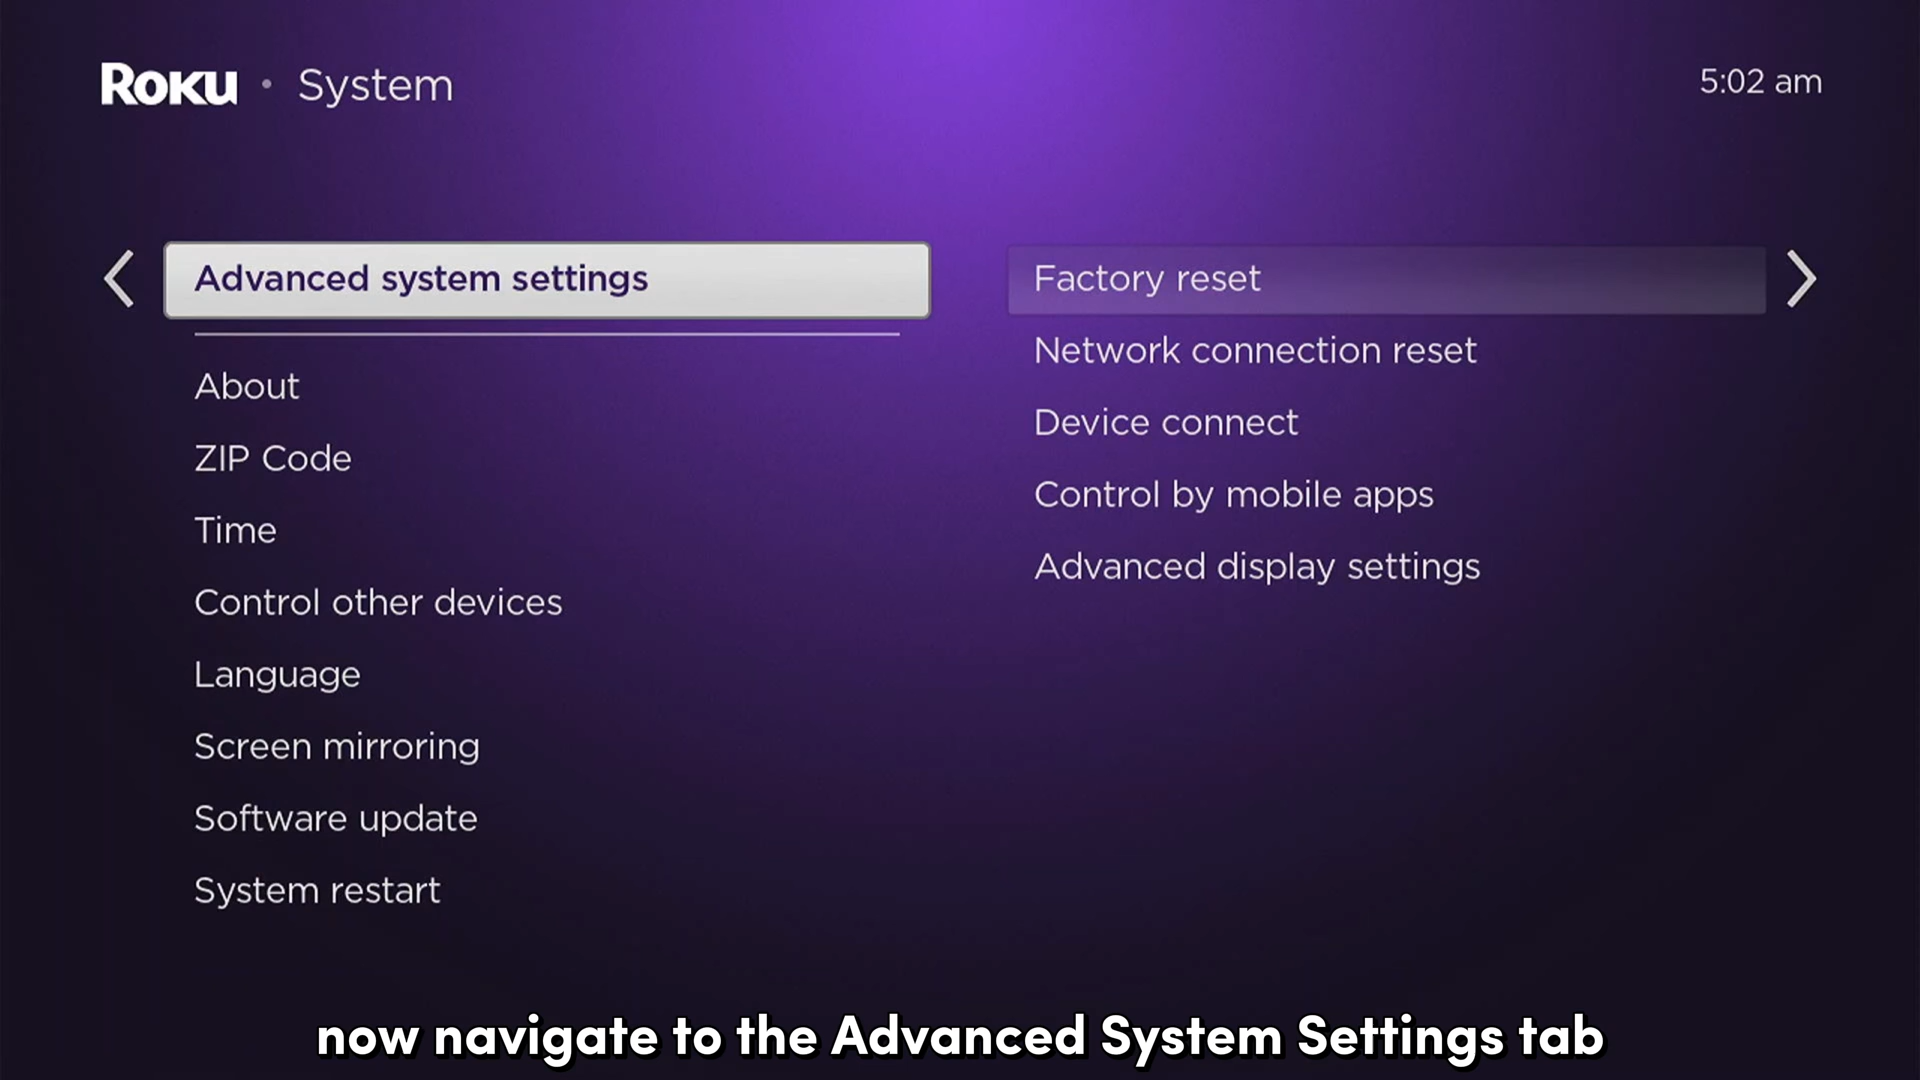 Roku • System
5:02 am
Advanced system settings
About
ZIP Code
Time
Control other devices
Language
Screen mirroring
Software update
System restart
Factory reset
Network connection reset
Device connect
Control by mobile apps
Advanced display settings
now navigate to the Advanced System Settings tab